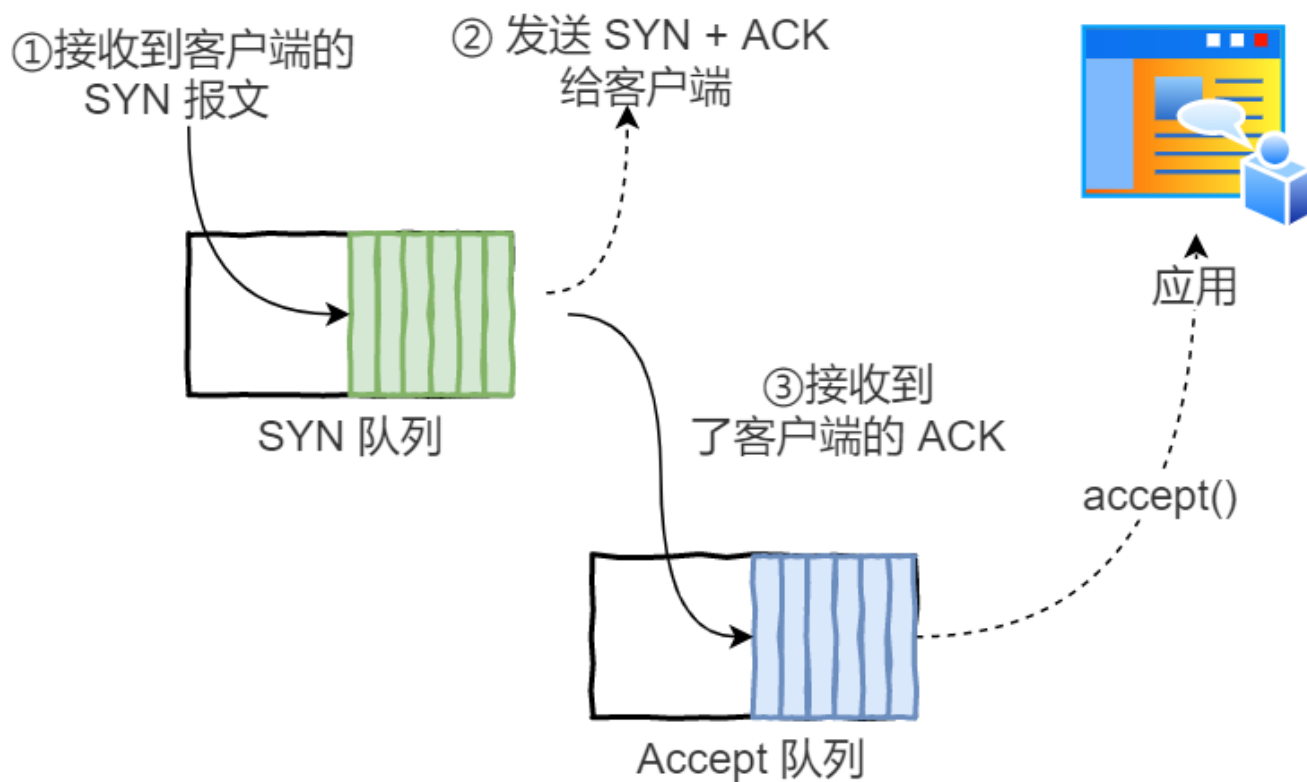 ①接收到客户端的
SYN 报文
② 发送 SYN + ACK
给客户端
应用
SYN 队列
③接收到
了客户端的 ACK
accept()
Accept 队列